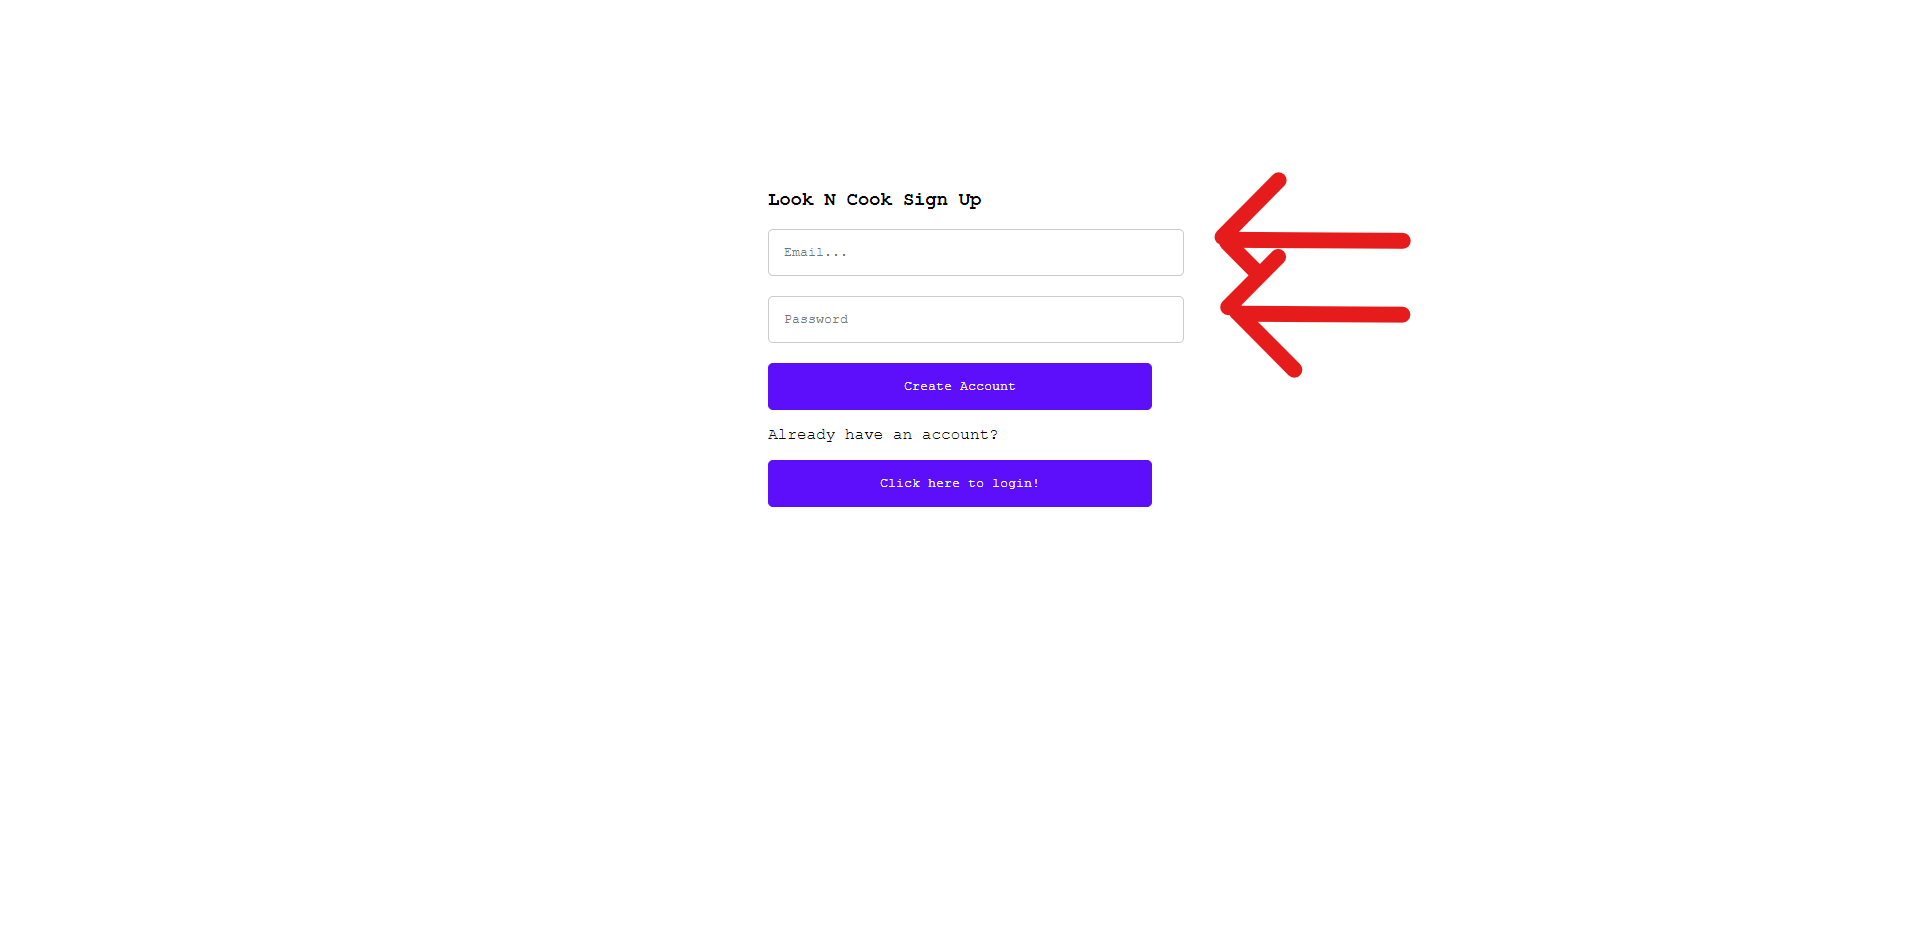 Look N Cook Sign Up
Email...
Password
Create Account
Already have an account?
Click here to login!